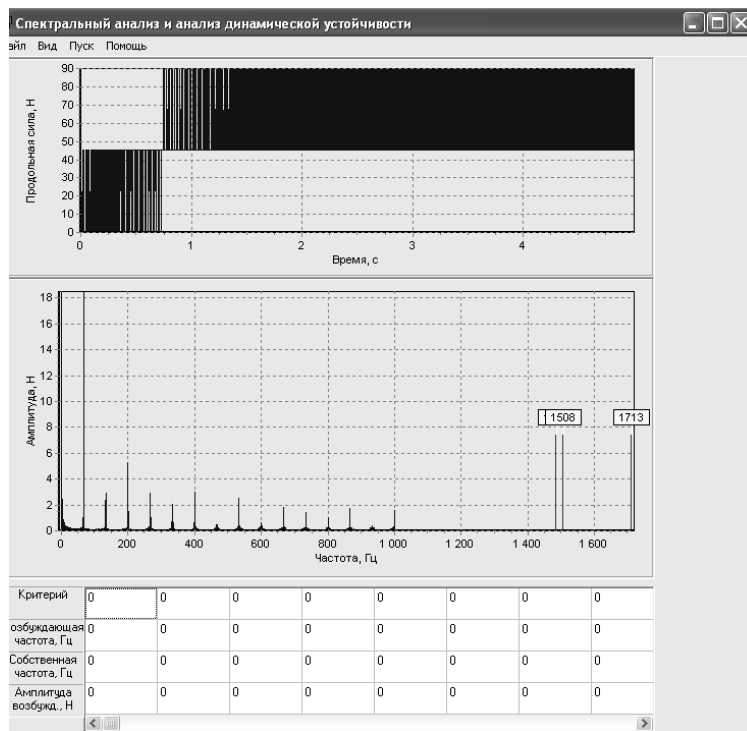 Спектральный анализ и анализ динамической устойчивости
айл Вид Пуск Помощь
Продольная сила, Н
90
80
70
60
50
40
30
20
10
0
0 1 2 3 4
Время, с
Амплитуда, Н
18
16
14
12
10
8
6
4
2
0
1508 1713
0 200 400 600 800 1 000 1 200 1 400 1 600
Частота, Гц
Критерий 0 0 0 0 0 0 0 0
озбуждающая
частота, Гц 0 0 0 0 0 0 0 0
Собственная
частота, Гц 0 0 0 0 0 0 0 0
Амплитуда
возбужд., Н 0 0 0 0 0 0 0 0